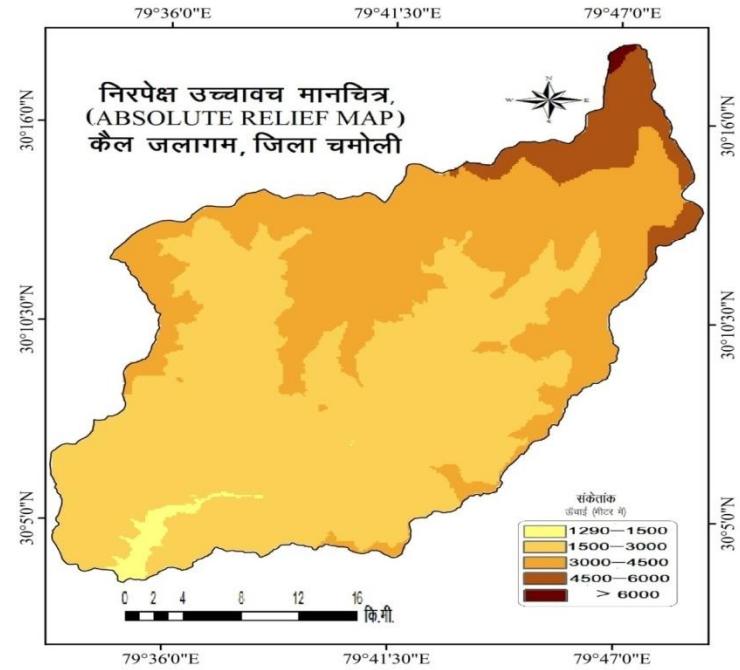 79°36'0"E 79°41'30"E 79°47'0"E
निरपेक्ष उच्चावच मानचित्र,
(ABSOLUTE RELIEF MAP)
कैल जलागम, जिला चमोली
N
W E
S
30°16'0"N 30°16'0"N
30°10'30"N 30°10'30"N
30°5'0"N 30°5'0"N
संकेतांक
ऊँचाई (मीटर में)
1290—1500
1500—3000
3000—4500
4500—6000
> 6000
0 2 4 8 12 16
कि.मी.
79°36'0"E 79°41'30"E 79°47'0"E